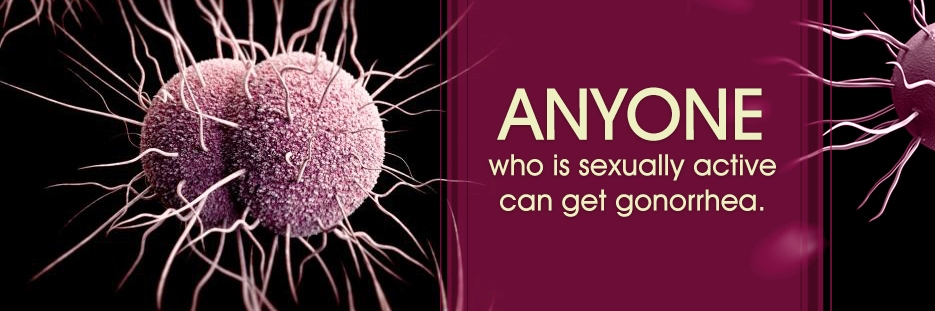 ANYONE
who is sexually active
can get gonorrhea.